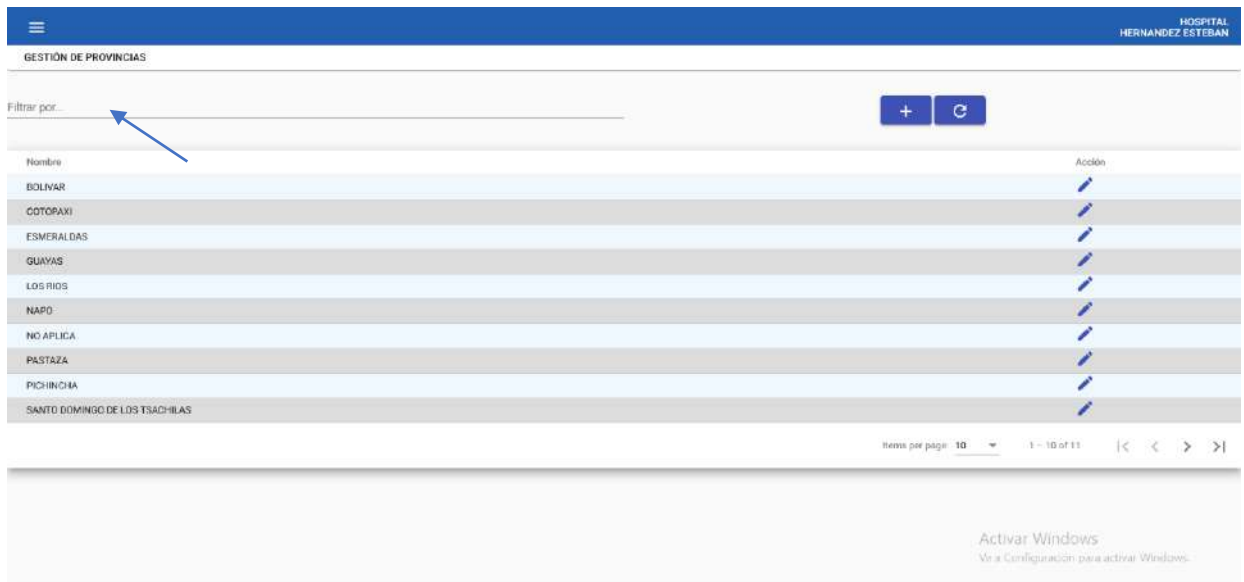 HOSPITAL
HERNANDEZ ESTEBAN
GESTIÓN DE PROVINCIAS
Filtrar por...
Nombre Acción
BOLIVAR
COTOPAXI
ESMERALDAS
GUAYAS
LOS RIOS
NAPO
NO APLICA
PASTAZA
PICHINCHA
SANTO DOMINGO DE LOS TSACHILAS
Items per page 10 1 – 10 of 11
Activar Windows
Ve a Configuración para activar Windows.